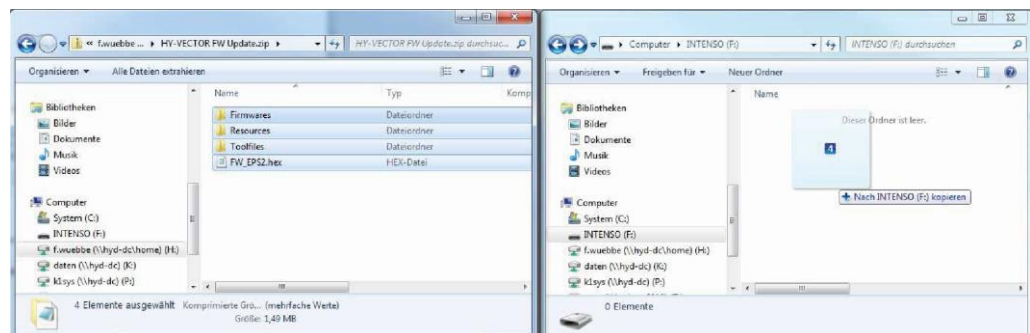 « f.wuebbe ... ▸ HY-VECTOR FW Update.zip ▸
HY-VECTOR FW Update.zip durchsuc...
Organisieren ▾ Alle Dateien extrahieren
Bibliotheken
Bilder
Dokumente
Musik
Videos
Computer
System (C:)
INTENSO (F:)
f.wuebbe (\\hyd-dc\home) (H:)
daten (\\hyd-dc) (K:)
k1sys (\\hyd-dc) (P:)
Name Typ Komp
Firmwares Dateiordner
Resources Dateiordner
Toolfiles Dateiordner
FW_EPS2.hex HEX-Datei
4 Elemente ausgewählt Komprimierte Grö... (mehrfache Werte)
Größe: 1,49 MB
▸ Computer ▸ INTENSO (F:)
INTENSO (F:) durchsuchen
Organisieren ▾ Freigeben für ▾ Neuer Ordner
Bibliotheken
Bilder
Dokumente
Musik
Videos
Computer
System (C:)
INTENSO (F:)
f.wuebbe (\\hyd-dc\home) (H:)
daten (\\hyd-dc) (K:)
k1sys (\\hyd-dc) (P:)
Name
Dieser Ordner ist leer.
4
Nach INTENSO (F:) kopieren
0 Elemente